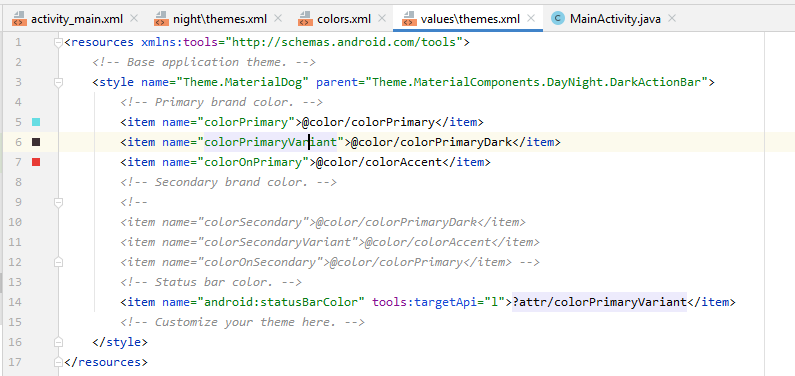 activity_main.xml night\themes.xml colors.xml values\themes.xml MainActivity.java
1 <resources xmlns:tools="http://schemas.android.com/tools">
2 <!-- Base application theme. -->
3 <style name="Theme.MaterialDog" parent="Theme.MaterialComponents.DayNight.DarkActionBar">
4 <!-- Primary brand color. -->
5 <item name="colorPrimary">@color/colorPrimary</item>
6 <item name="colorPrimaryVariant">@color/colorPrimaryDark</item>
7 <item name="colorOnPrimary">@color/colorAccent</item>
8 <!-- Secondary brand color. -->
9 <!--
10 <item name="colorSecondary">@color/colorPrimaryDark</item>
11 <item name="colorSecondaryVariant">@color/colorAccent</item>
12 <item name="colorOnSecondary">@color/colorPrimary</item> -->
13 <!-- Status bar color. -->
14 <item name="android:statusBarColor" tools:targetApi="l">?attr/colorPrimaryVariant</item>
15 <!-- Customize your theme here. -->
16 </style>
17 </resources>